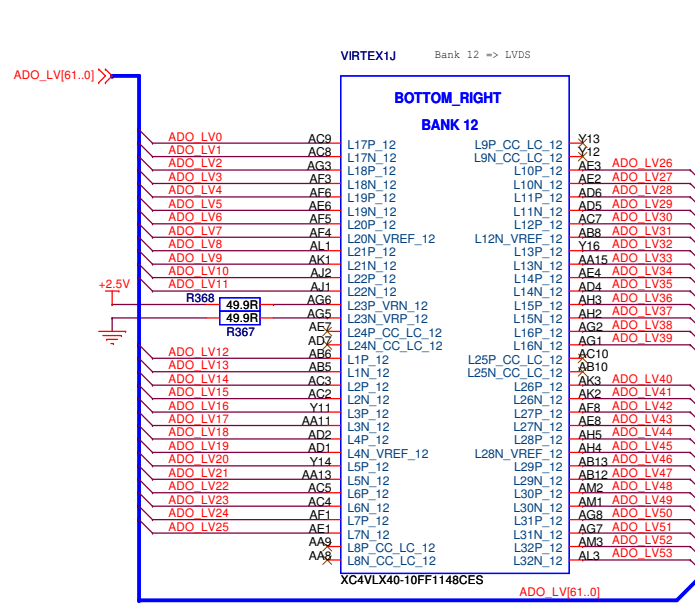 VIRTEX1J Bank 12 => LVDS
ADO_LV[61..0]
BOTTOM_RIGHT
BANK 12
ADO_LV0 AC9 L17P_12 L9P_CC_LC_12 Y13
ADO_LV1 AC8 L17N_12 L9N_CC_LC_12 Y12
ADO_LV2 AG3 L18P_12 L10P_12 AE3 ADO_LV26
ADO_LV3 AF3 L18N_12 L10N_12 AE2 ADO_LV27
ADO_LV4 AF6 L19P_12 L11P_12 AD6 ADO_LV28
ADO_LV5 AE6 L19N_12 L11N_12 AD5 ADO_LV29
ADO_LV6 AF5 L20P_12 L12P_12 AC7 ADO_LV30
ADO_LV7 AF4 L20N_VREF_12 L12N_VREF_12 AB8 ADO_LV31
ADO_LV8 AL1 L21P_12 L13P_12 Y16 ADO_LV32
ADO_LV9 AK1 L21N_12 L13N_12 AA15 ADO_LV33
ADO_LV10 AJ2 L22P_12 L14P_12 AE4 ADO_LV34
ADO_LV11 AJ1 L22N_12 L14N_12 AD4 ADO_LV35
+2.5V R368 49.9R AG6 L23P_VRN_12 L15P_12 AH3 ADO_LV36
49.9R R367 AG5 L23N_VRP_12 L15N_12 AH2 ADO_LV37
AE7 L24P_CC_LC_12 L16P_12 AG2 ADO_LV38
AD7 L24N_CC_LC_12 L16N_12 AG1 ADO_LV39
ADO_LV12 AB6 L1P_12 L25P_CC_LC_12 AC10
ADO_LV13 AB5 L1N_12 L25N_CC_LC_12 AB10
ADO_LV14 AC3 L2P_12 L26P_12 AK3 ADO_LV40
ADO_LV15 AC2 L2N_12 L26N_12 AK2 ADO_LV41
ADO_LV16 Y11 L3P_12 L27P_12 AF8 ADO_LV42
ADO_LV17 AA11 L3N_12 L27N_12 AE8 ADO_LV43
ADO_LV18 AD2 L4P_12 L28P_12 AH5 ADO_LV44
ADO_LV19 AD1 L4N_VREF_12 L28N_VREF_12 AH4 ADO_LV45
ADO_LV20 Y14 L5P_12 L29P_12 AB13 ADO_LV46
ADO_LV21 AA13 L5N_12 L29N_12 AB12 ADO_LV47
ADO_LV22 AC5 L6P_12 L30P_12 AM2 ADO_LV48
ADO_LV23 AC4 L6N_12 L30N_12 AM1 ADO_LV49
ADO_LV24 AF1 L7P_12 L31P_12 AG8 ADO_LV50
ADO_LV25 AE1 L7N_12 L31N_12 AG7 ADO_LV51
AA9 L8P_CC_LC_12 L32P_12 AM3 ADO_LV52
AA8 L8N_CC_LC_12 L32N_12 AL3 ADO_LV53
XC4VLX40-10FF1148CES
ADO_LV[61..0]